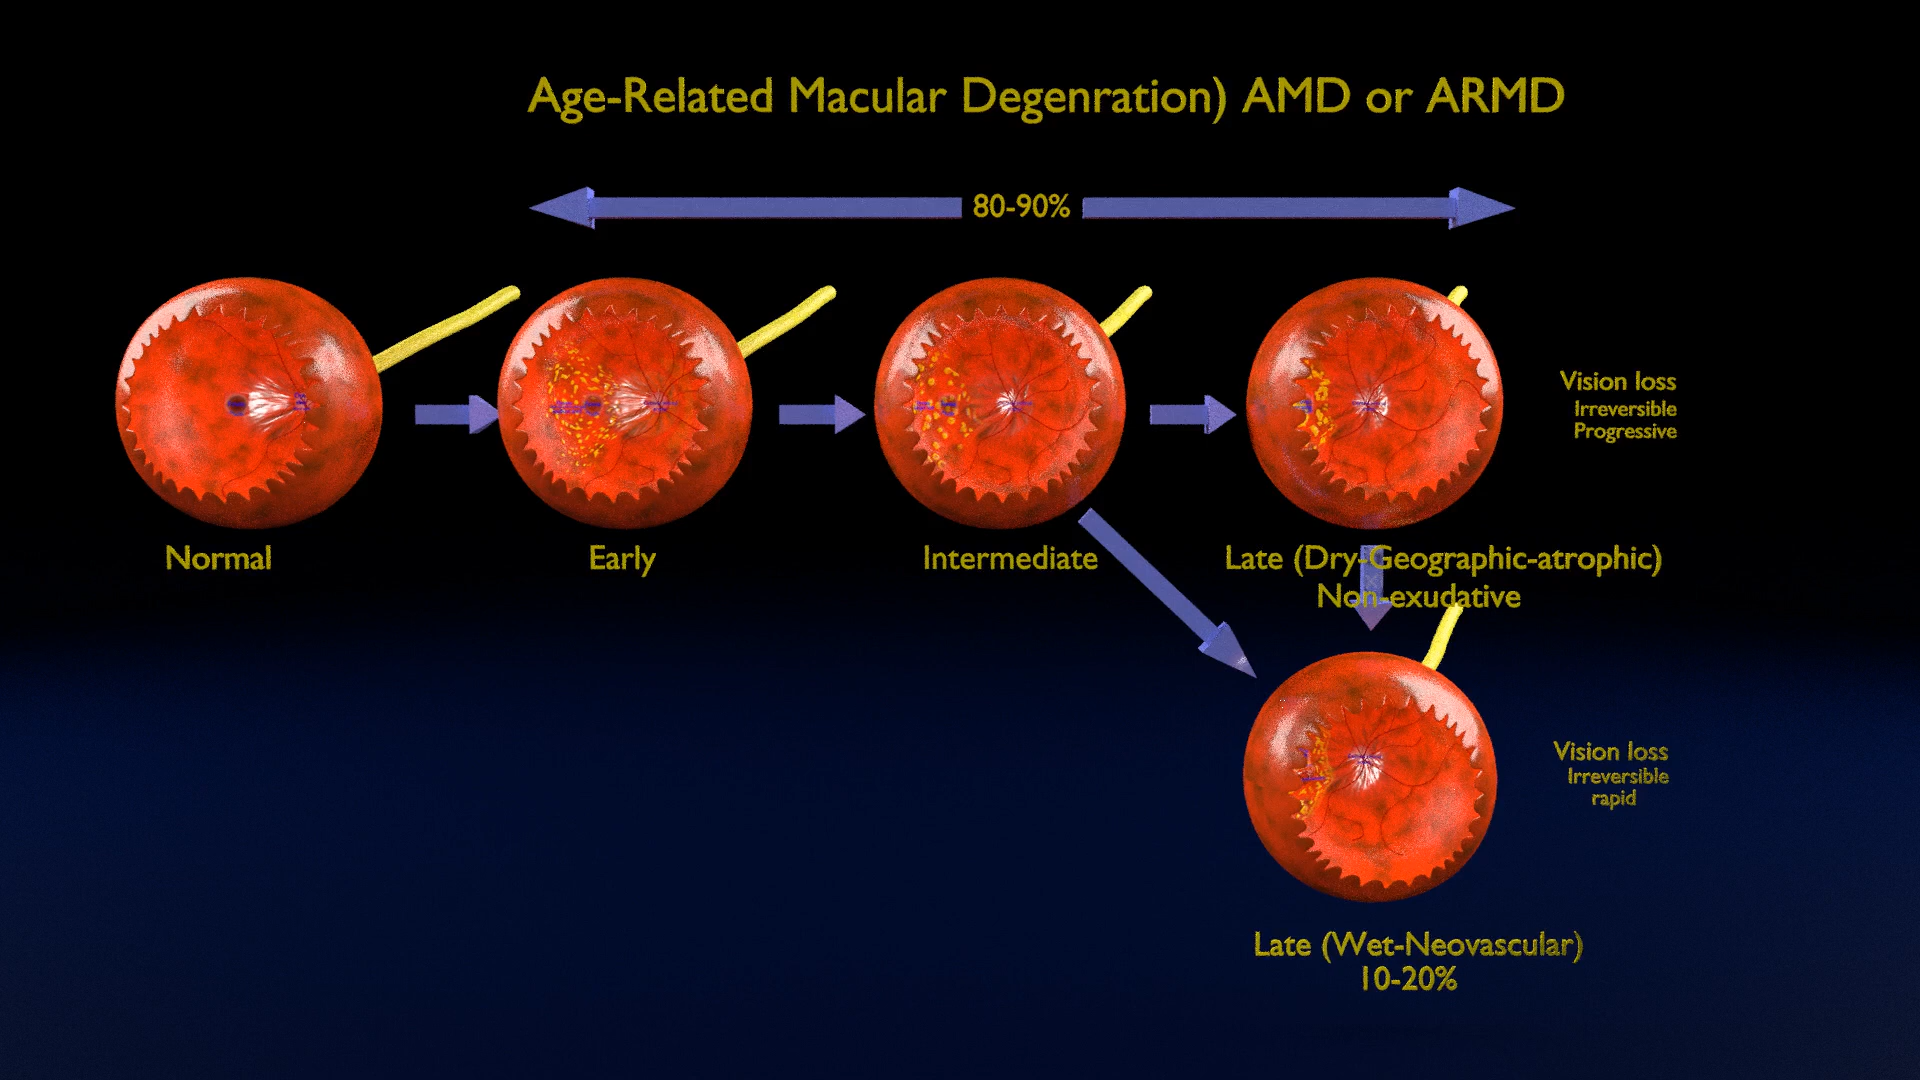 Age-Related Macular Degenration) AMD or ARMD
80-90%
Vision loss
Irreversible
Progressive
Normal
Early
Intermediate
Late (Dry-Geographic-atrophic)
Non-exudative
Vision loss
Irreversible
rapid
Late (Wet-Neovascular)
10-20%